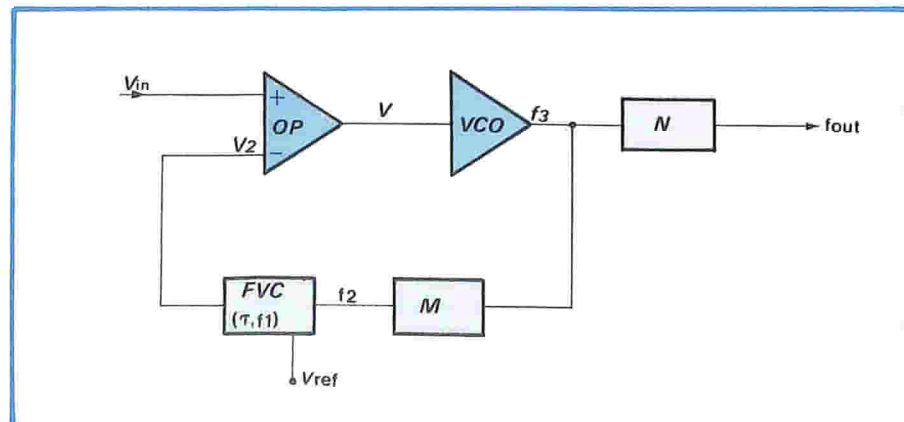 Vin
+
OP
V2
−
V
VCO
f3
N
fout
FVC
(τ, f1)
f2
M
Vref